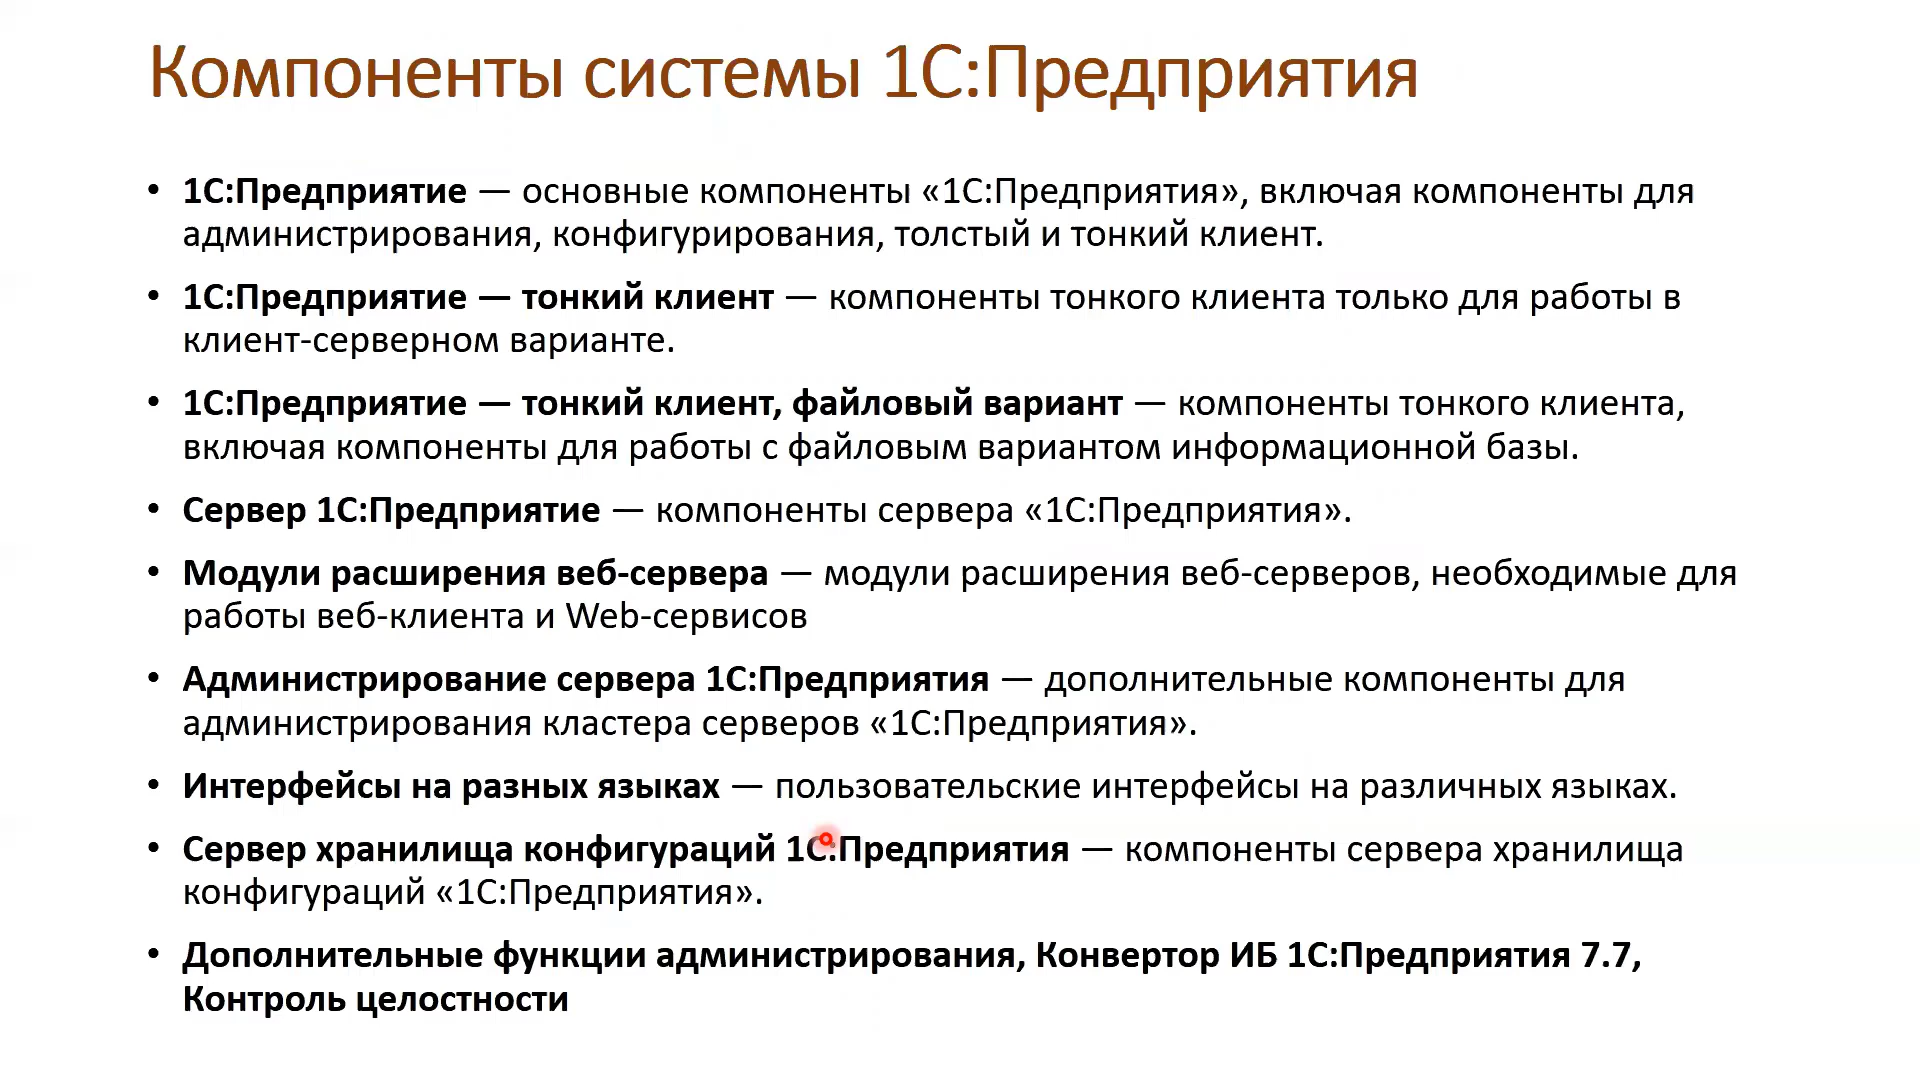 Компоненты системы 1С:Предприятия
• 1С:Предприятие — основные компоненты «1С:Предприятия», включая компоненты для
администрирования, конфигурирования, толстый и тонкий клиент.
• 1С:Предприятие — тонкий клиент — компоненты тонкого клиента только для работы в
клиент-серверном варианте.
• 1С:Предприятие — тонкий клиент, файловый вариант — компоненты тонкого клиента,
включая компоненты для работы с файловым вариантом информационной базы.
• Сервер 1С:Предприятие — компоненты сервера «1С:Предприятия».
• Модули расширения веб-сервера — модули расширения веб-серверов, необходимые для
работы веб-клиента и Web-сервисов
• Администрирование сервера 1С:Предприятия — дополнительные компоненты для
администрирования кластера серверов «1С:Предприятия».
• Интерфейсы на разных языках — пользовательские интерфейсы на различных языках.
• Сервер хранилища конфигураций 1С:Предприятия — компоненты сервера хранилища
конфигураций «1С:Предприятия».
• Дополнительные функции администрирования, Конвертор ИБ 1С:Предприятия 7.7,
Контроль целостности